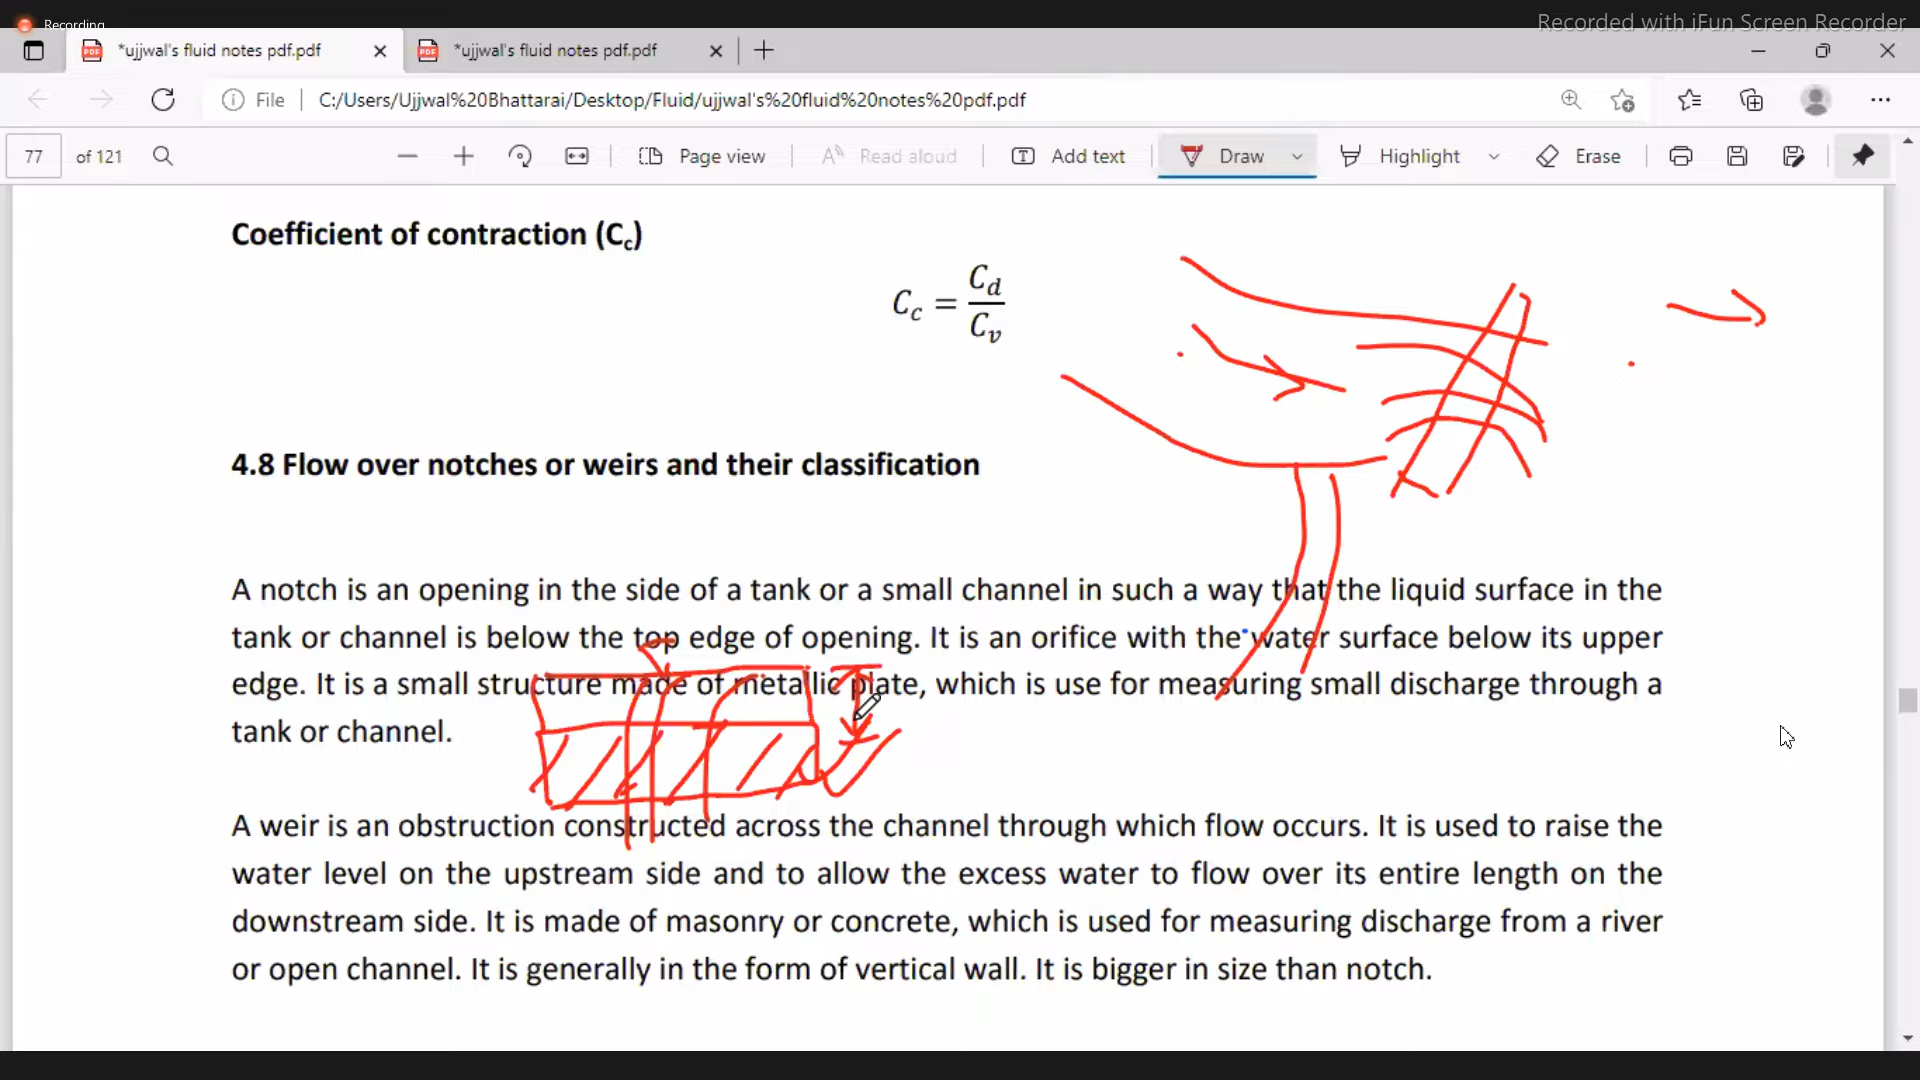 Recording
Recorded with iFun Screen Recorder
*ujjwal's fluid notes pdf.pdf
*ujjwal's fluid notes pdf.pdf
File
C:/Users/Ujjwal%20Bhattarai/Desktop/Fluid/ujjwal's%20fluid%20notes%20pdf.pdf
77 of 121
Page view
Read aloud
Add text
Draw
Highlight
Erase
Coefficient of contraction (Cc)
Cc = Cd / Cv
4.8 Flow over notches or weirs and their classification
A notch is an opening in the side of a tank or a small channel in such a way that the liquid surface in the
tank or channel is below the top edge of opening. It is an orifice with the water surface below its upper
edge. It is a small structure made of metallic plate, which is use for measuring small discharge through a
tank or channel.
A weir is an obstruction constructed across the channel through which flow occurs. It is used to raise the
water level on the upstream side and to allow the excess water to flow over its entire length on the
downstream side. It is made of masonry or concrete, which is used for measuring discharge from a river
or open channel. It is generally in the form of vertical wall. It is bigger in size than notch.